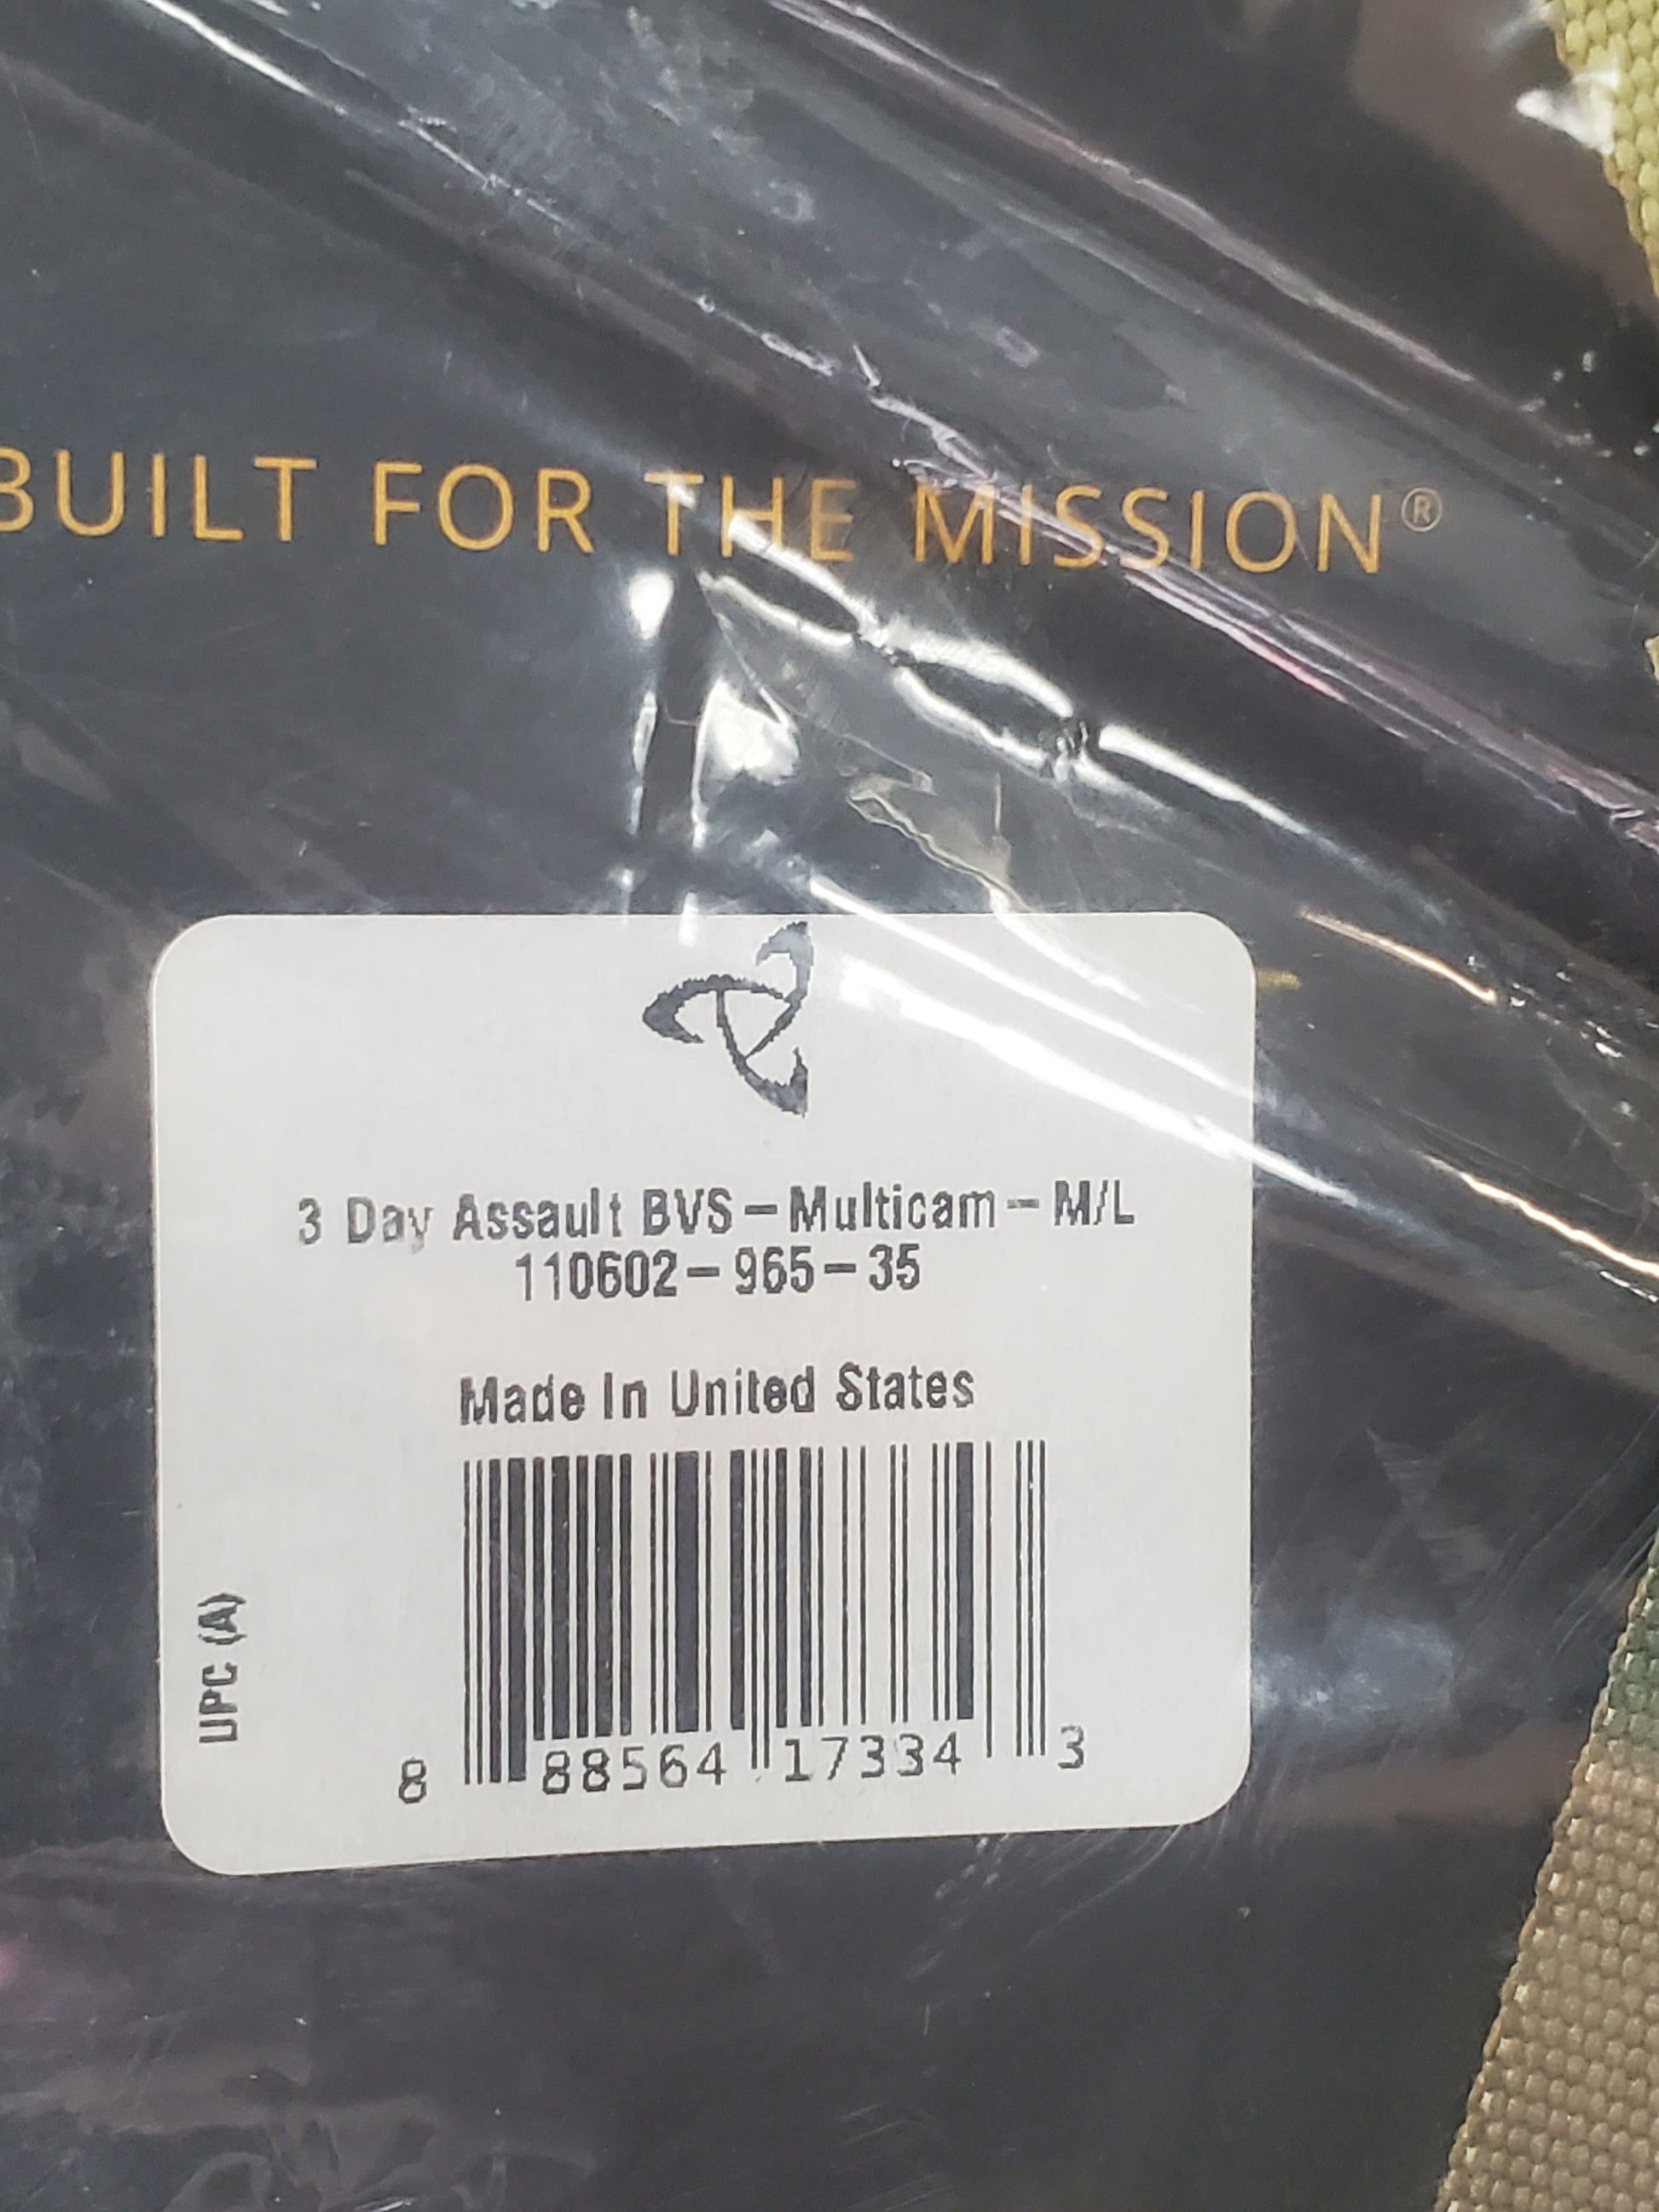 BUILT FOR THE MISSION®
3 Day Assault BVS - Multicam - M/L
110602-965-35
Made In United States
UPC (A)
8 88564 17334 3